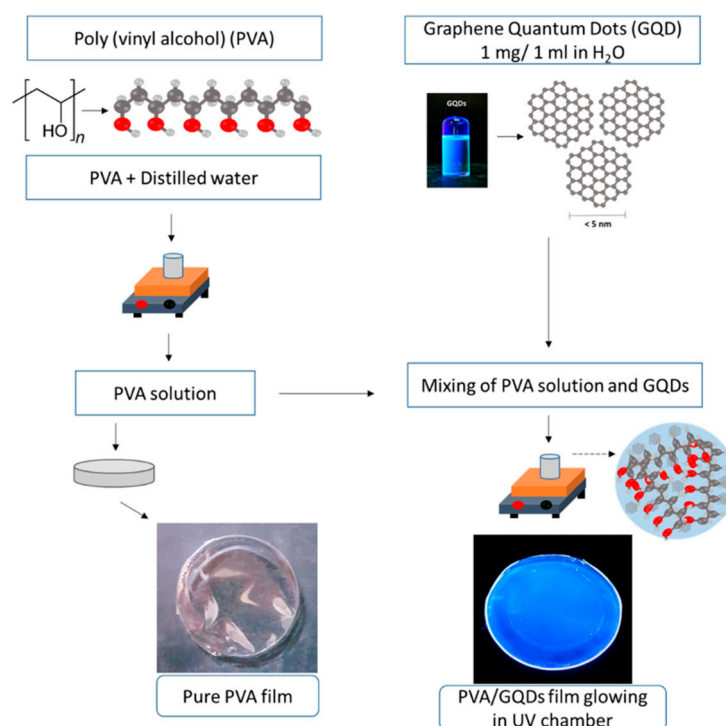 Poly (vinyl alcohol) (PVA)
HO
n
PVA + Distilled water
PVA solution
Pure PVA film
Graphene Quantum Dots (GQD)
1 mg/ 1 ml in H₂O
GQDs
< 5 nm
Mixing of PVA solution and GQDs
PVA/GQDs film glowing
in UV chamber